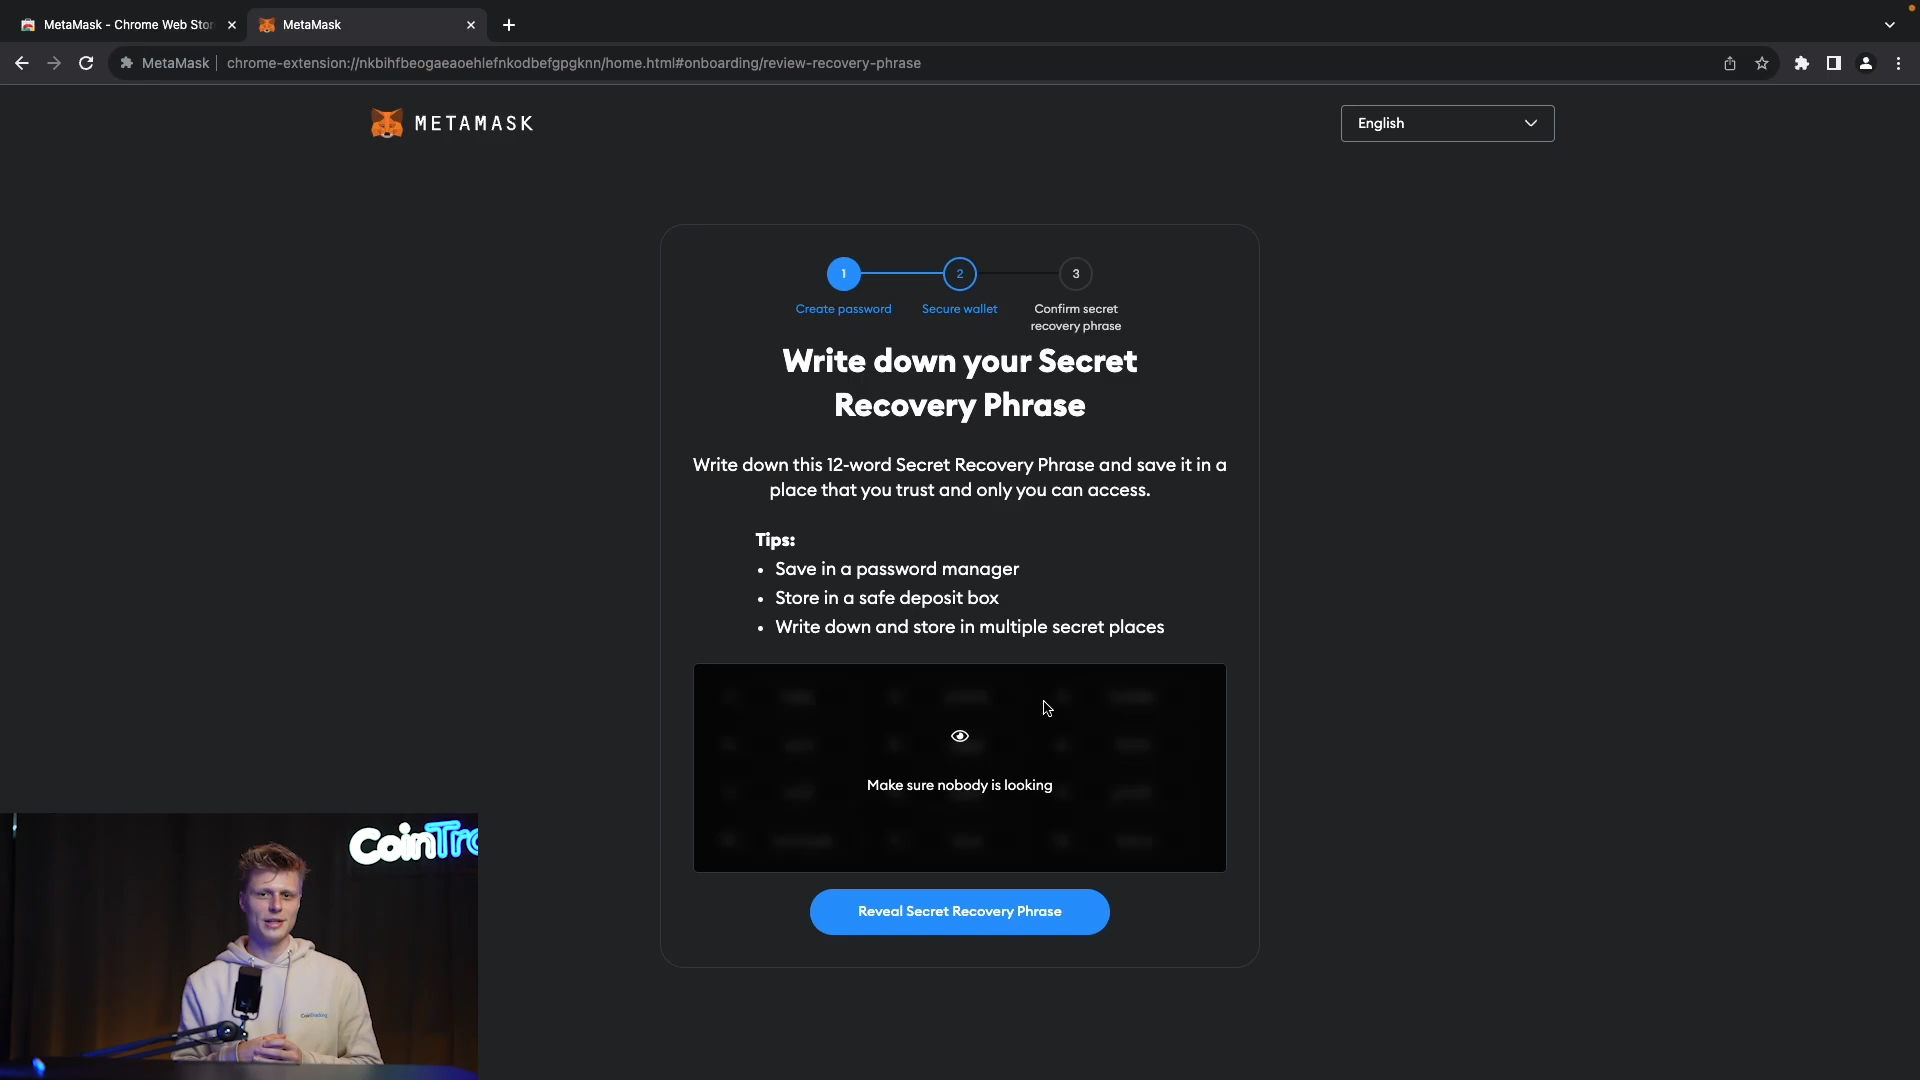 MetaMask - Chrome Web Sto
MetaMask
MetaMask
chrome-extension://nkbihfbeogaeaoehlefnkodbefgpgknn/home.html#onboarding/review-recovery-phrase
METAMASK
English
1
2
3
Create password
Secure wallet
Confirm secret
recovery phrase
Write down your Secret
Recovery Phrase
Write down this 12-word Secret Recovery Phrase and save it in a
place that you trust and only you can access.
Tips:
• Save in a password manager
• Store in a safe deposit box
• Write down and store in multiple secret places
Make sure nobody is looking
Reveal Secret Recovery Phrase
CoinTra
CoinTracking